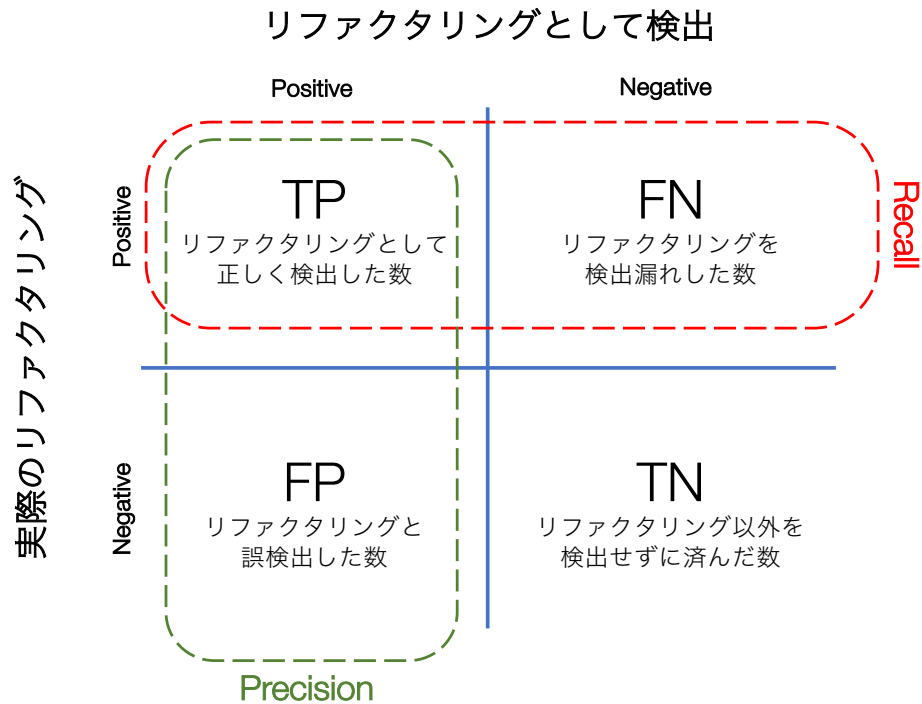 リファクタリングとして検出
Positive
Negative
実際のリファクタリング
Positive
TP
リファクタリングとして
正しく検出した数
FN
リファクタリングを
検出漏れした数
Recall
Negative
FP
リファクタリングと
誤検出した数
TN
リファクタリング以外を
検出せずに済んだ数
Precision